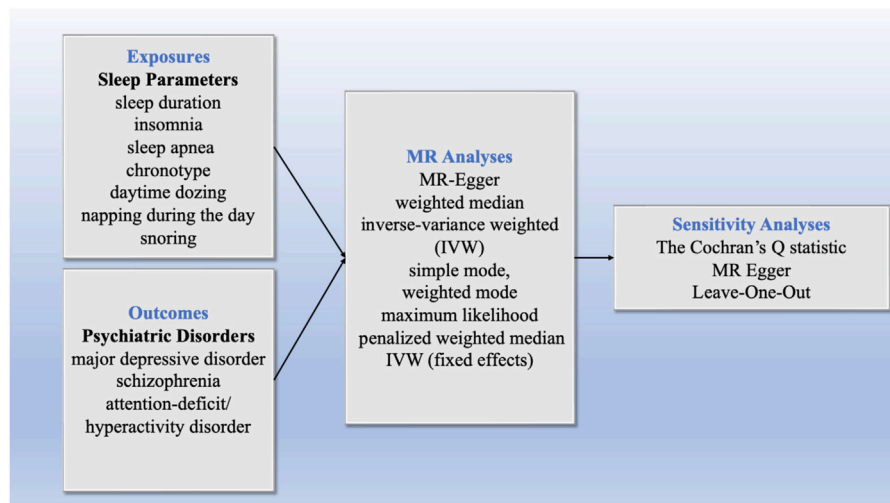 Exposures
Sleep Parameters
sleep duration
insomnia
sleep apnea
chronotype
daytime dozing
napping during the day
snoring
Outcomes
Psychiatric Disorders
major depressive disorder
schizophrenia
attention-deficit/
hyperactivity disorder
MR Analyses
MR-Egger
weighted median
inverse-variance weighted
(IVW)
simple mode,
weighted mode
maximum likelihood
penalized weighted median
IVW (fixed effects)
Sensitivity Analyses
The Cochran’s Q statistic
MR Egger
Leave-One-Out